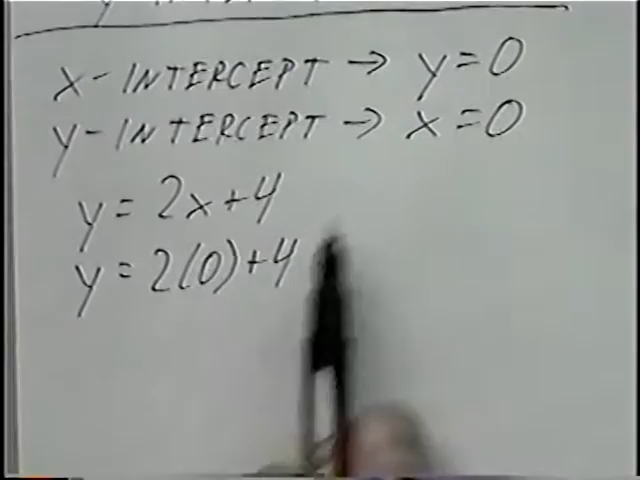 x-INTERCEPT → y=0
y-INTERCEPT → x=0
y=2x+4
y=2(0)+4